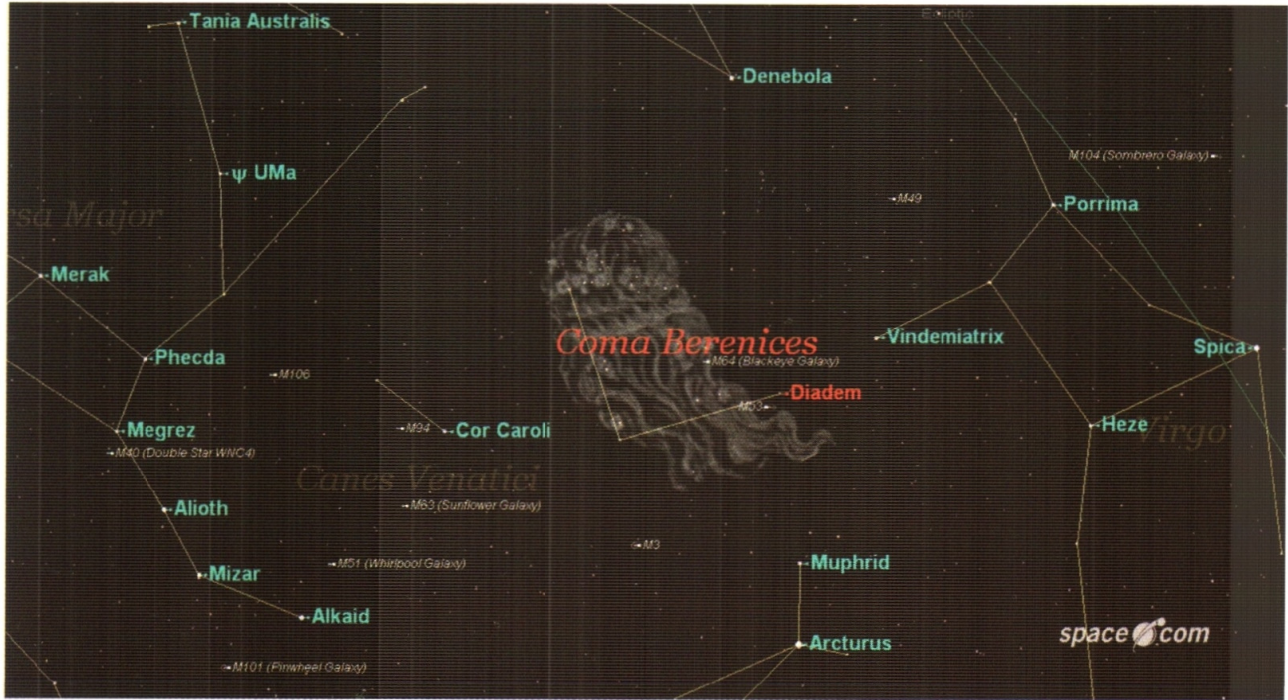 Tania Australis
Ecliptic
Denebola
M104 (Sombrero Galaxy)
ψ UMa
M49
Porrima
rsa Major
Merak
Coma Berenices
Vindemiatrix
Spica
Phecda
M64 (Blackeye Galaxy)
M106
Diadem
M53
Megrez
M94
Cor Caroli
Heze
Virgo
M40 (Double Star WNC4)
Canes Venatici
Alioth
M63 (Sunflower Galaxy)
M3
M51 (Whirlpool Galaxy)
Muphrid
Mizar
Alkaid
space.com
Arcturus
M101 (Pinwheel Galaxy)